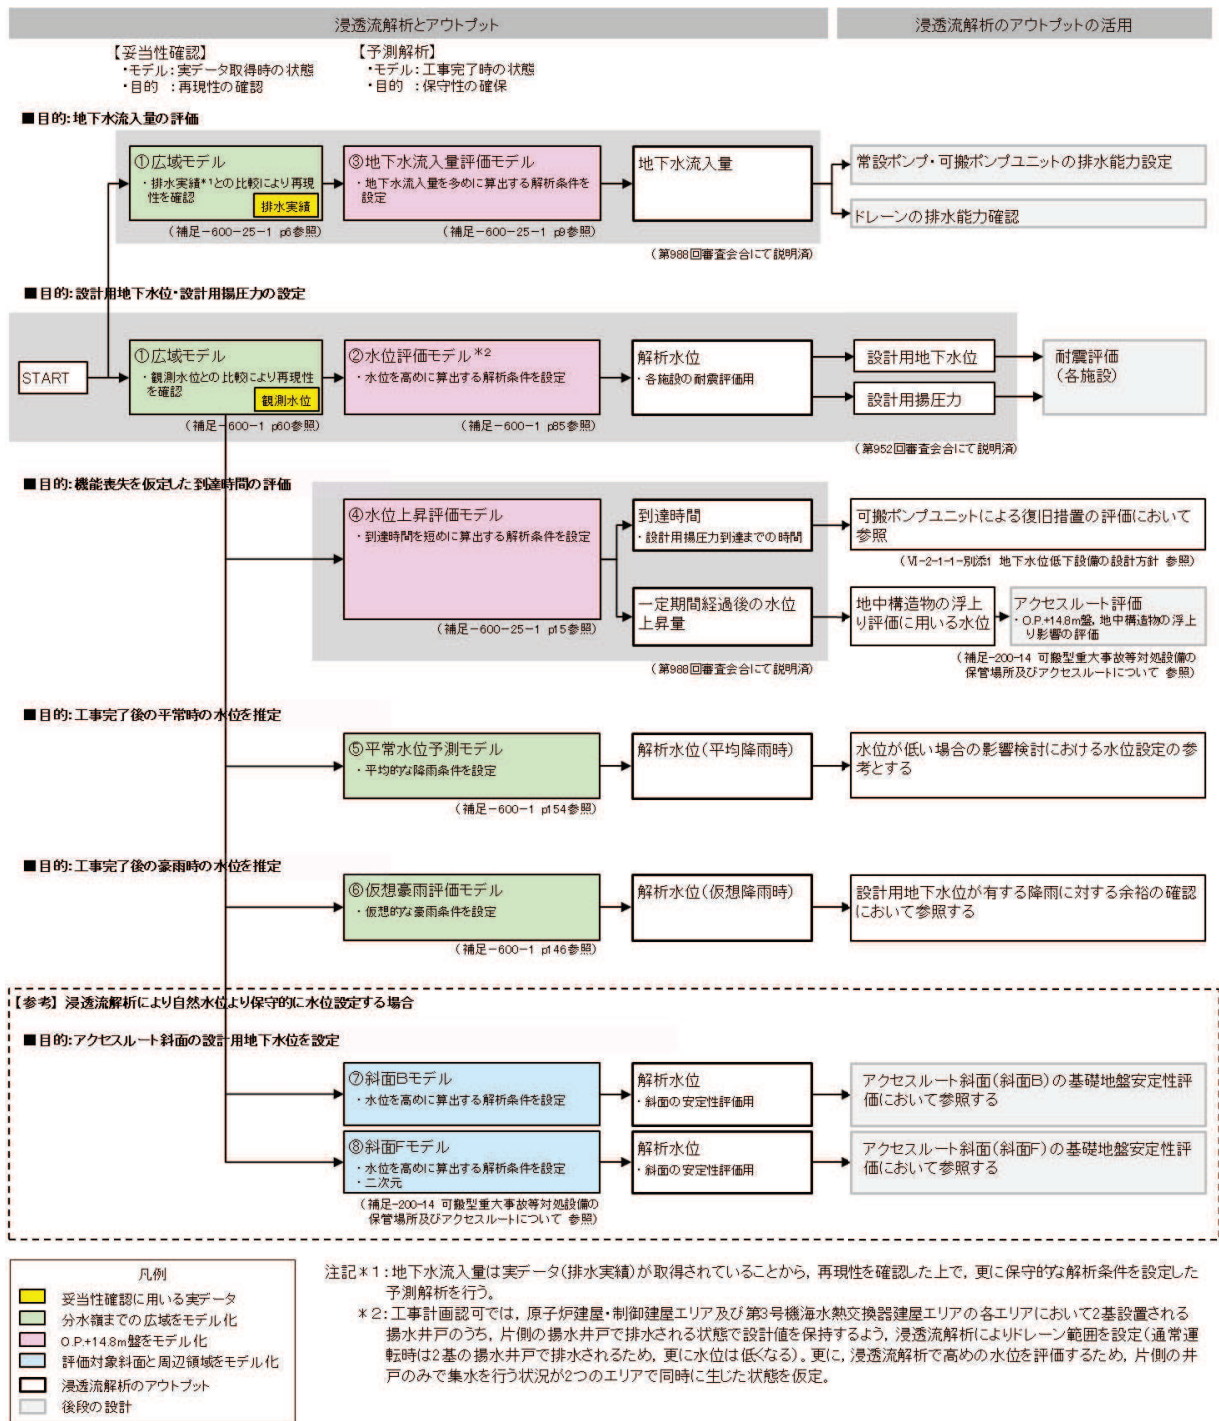 浸透流解析とアウトプット
浸透流解析のアウトプットの活用
【妥当性確認】
・モデル：実データ取得時の状態
・目的　：再現性の確認
【予測解析】
・モデル：工事完了時の状態
・目的　：保守性の確保
■目的：地下水流入量の評価
①広域モデル
・排水実績*1との比較により再現
性を確認
排水実績
(補足-600-25-1 p6参照)
③地下水流入量評価モデル
・地下水流入量を多めに算出する解析条件を
設定
(補足-600-25-1 p9参照)
地下水流入量
(第988回審査会合にて説明済)
常設ポンプ・可搬ポンプユニットの排水能力設定
ドレーンの排水能力確認
■目的：設計用地下水位・設計用揚圧力の設定
START
①広域モデル
・観測水位との比較により再現性
を確認
観測水位
(補足-600-1 p60参照)
②水位評価モデル*2
・水位を高めに算出する解析条件を設定
(補足-600-1 p85参照)
解析水位
・各施設の耐震評価用
設計用地下水位
設計用揚圧力
耐震評価
(各施設)
(第952回審査会合にて説明済)
■目的：機能喪失を仮定した到達時間の評価
④水位上昇評価モデル
・到達時間を短めに算出する解析条件を設定
(補足-600-25-1 p15参照)
到達時間
・設計用揚圧力到達までの時間
可搬ポンプユニットによる復旧措置の評価において
参照
(Ⅵ-2-1-1-別添1 地下水位低下設備の設計方針 参照)
一定期間経過後の水位
上昇量
(第988回審査会合にて説明済)
地中構造物の浮上
り評価に用いる水位
アクセスルート評価
・O.P.+14.8m盤，地中構造物の浮上
り影響の評価
(補足-200-14 可搬型重大事故等対処設備の
保管場所及びアクセスルートについて 参照)
■目的：工事完了後の平常時の水位を推定
⑤平常水位予測モデル
・平均的な降雨条件を設定
(補足-600-1 p154参照)
解析水位(平均降雨時)
水位が低い場合の影響検討における水位設定の参
考とする
■目的：工事完了後の豪雨時の水位を推定
⑥仮想豪雨評価モデル
・仮想的な豪雨条件を設定
(補足-600-1 p146参照)
解析水位(仮想降雨時)
設計用地下水位が有する降雨に対する余裕の確認
において参照する
【参考】浸透流解析により自然水位より保守的に水位設定する場合
■目的：アクセスルート斜面の設計用地下水位を設定
⑦斜面Bモデル
・水位を高めに算出する解析条件を設定
解析水位
・斜面の安定性評価用
アクセスルート斜面(斜面B)の基礎地盤安定性評
価において参照する
⑧斜面Fモデル
・水位を高めに算出する解析条件を設定
・二次元
(補足-200-14 可搬型重大事故等対処設備の
保管場所及びアクセスルートについて 参照)
解析水位
・斜面の安定性評価用
アクセスルート斜面(斜面F)の基礎地盤安定性評
価において参照する
凡例
妥当性確認に用いる実データ
分水嶺までの広域をモデル化
O.P.+14.8m盤をモデル化
評価対象斜面と周辺領域をモデル化
浸透流解析のアウトプット
後段の設計
注記＊1：地下水流入量は実データ(排水実績)が取得されていることから，再現性を確認した上で，更に保守的な解析条件を設定した
予測解析を行う。
＊2：工事計画認可では，原子炉建屋・制御建屋エリア及び第3号機海水熱交換器建屋エリアの各エリアにおいて2基設置される
揚水井戸のうち，片側の揚水井戸で排水される状態で設計値を保持するよう，浸透流解析によりドレーン範囲を設定(通常運
転時は2基の揚水井戸で排水されるため，更に水位は低くなる)。更に，浸透流解析で高めの水位を評価するため，片側の井
戸のみで集水を行う状況が2つのエリアで同時に生じた状態を仮定。